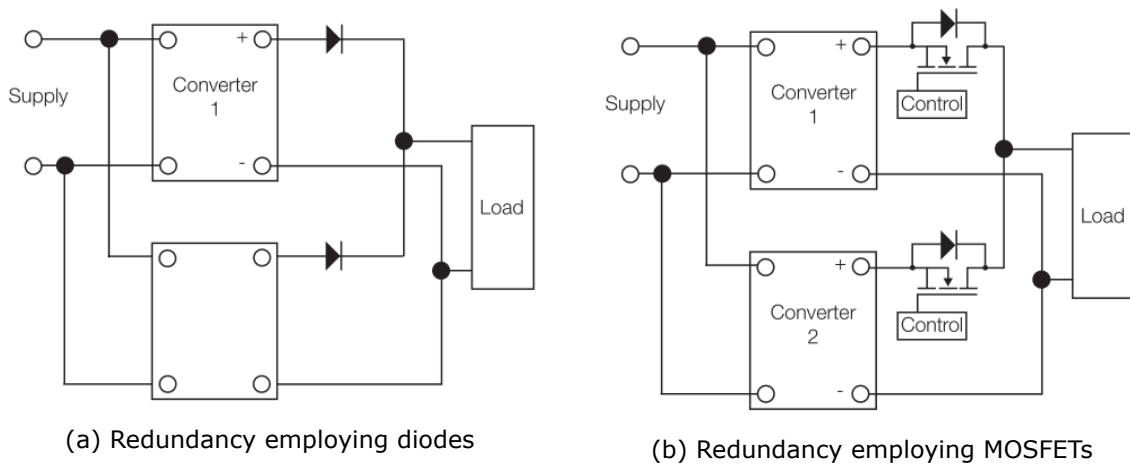 Supply
+
Converter
1
-
Load
(a) Redundancy employing diodes
Supply
+
Converter
1
-
Control
Load
+
Converter
2
-
Control
(b) Redundancy employing MOSFETs